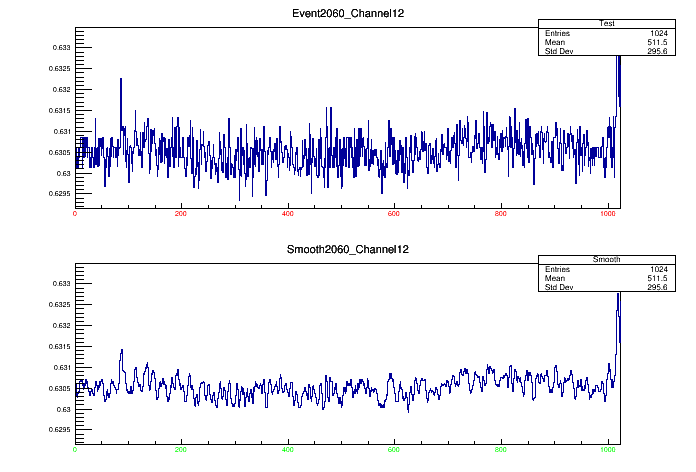 Event2060_Channel12
Test
Entries 1024
Mean 511.5
Std Dev 295.6
0.633
0.6325
0.632
0.6315
0.631
0.6305
0.63
0.6295
0 200 400 600 800 1000
Smooth2060_Channel12
Smooth
Entries 1024
Mean 511.5
Std Dev 295.6
0.633
0.6325
0.632
0.6315
0.631
0.6305
0.63
0.6295
0 200 400 600 800 1000